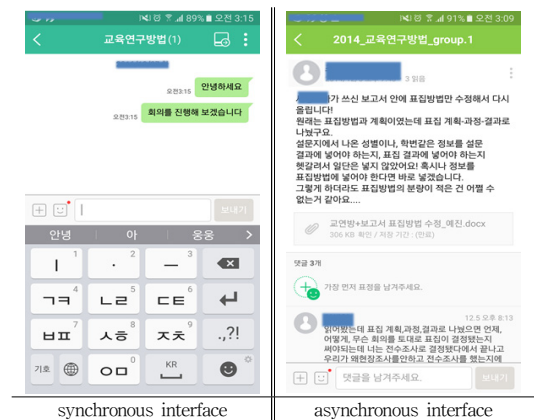 89% 오전 3:15
교육연구방법(1)
오전3:15 안녕하세요
오전3:15 회의를 진행해 보겠습니다
보내기
안녕 아 웅웅
ㅣ 1 · 2 ㅡ 3
ㄱㅋ 4 ㄴㄹ 5 ㄷㅌ 6
ㅂㅍ 7 ㅅㅎ 8 ㅈㅊ 9 .,?!
기호 ㅇㅁ 0 KR
synchronous interface
91% 오전 3:09
2014_교육연구방법_group.1
3 읽음
가 쓰신 보고서 안에 표집방법만 수정해서 다시
올립니다!
원래는 표집방법과 계획이였는데 표집 계획-과정-결과로
나눴구요.
설문지에서 나온 성별이나, 학번같은 정보를 설문
결과에 넣어야 하는지, 표집 결과에 넣어야 하는지
헷갈려서 일단은 넣지 않았어요! 혹시나 정보를
표집방법에 넣어야 한다면 바로 넣겠습니다.
그렇게 하더라도 표집방법의 분량이 적은 건 어쩔 수
없는거 같아요....
교연방+보고서 표집방법 수정_예진.docx
306 KB 확인 / 저장 기간 : (만료)
댓글 3개
가장 먼저 표정을 남겨주세요.
12.5 오후 8:13
읽어봤는데 표집 계획,과정,결과로 나눴으면 언제,
어떻게, 무슨 회의를 토대로 표집이 결정됐는지
써야되는데 너는 전수조사로 결정됐다에서 끝나고
우리가 왜현장조사를안하고 전수조사를 했는지에
댓글을 남겨주세요. 보내기
asynchronous interface